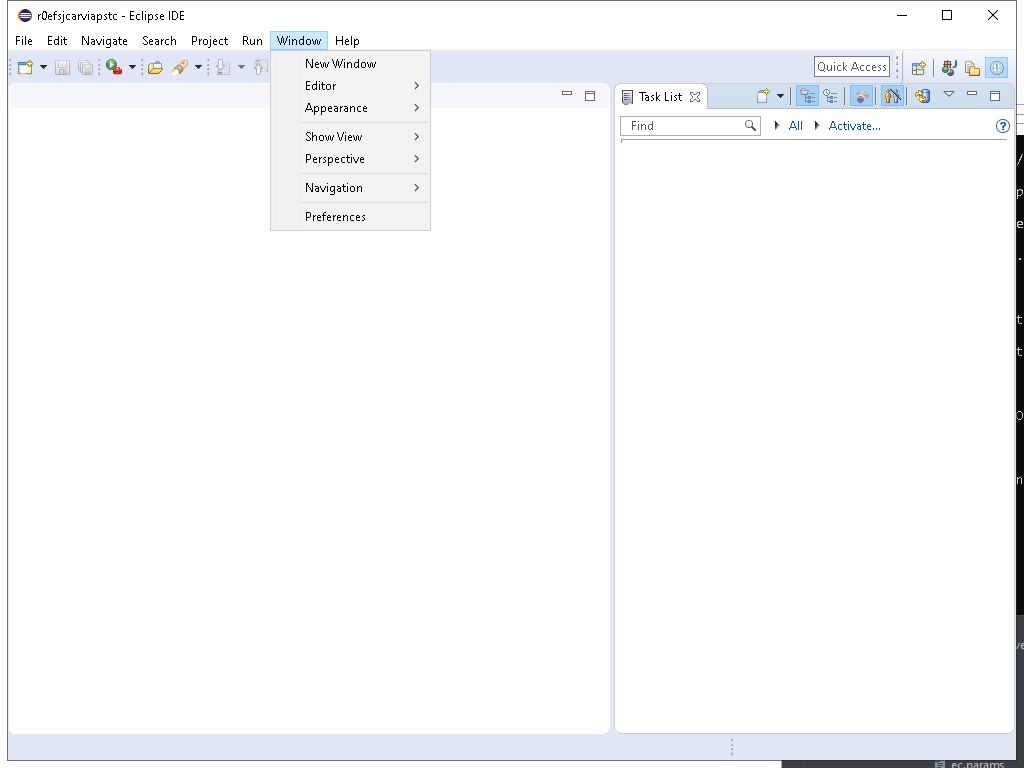 r0efsjcarviapstc - Eclipse IDE
File Edit Navigate Search Project Run Window Help
New Window
Editor
Appearance
Show View
Perspective
Navigation
Preferences
Quick Access
Task List
Find
All
Activate...
/
p
e
.
t
t
n
ve
ec.params